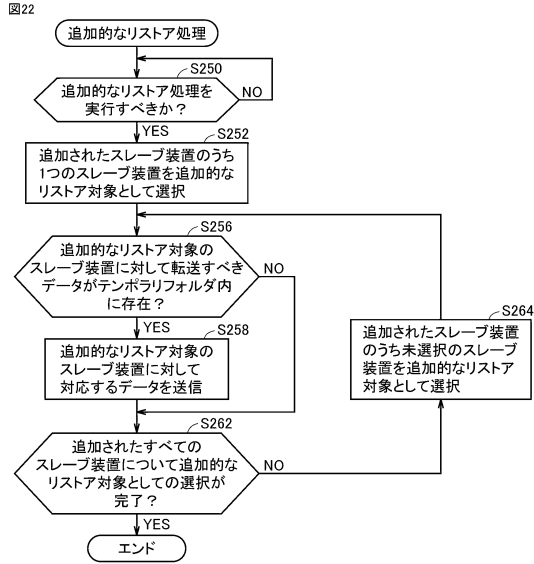 図22
追加的なリストア処理
S250
追加的なリストア処理を
実行すべきか？
NO
YES
S252
追加されたスレーブ装置のうち
1つのスレーブ装置を追加的な
リストア対象として選択
S256
追加的なリストア対象の
スレーブ装置に対して転送すべき
データがテンポラリフォルダ内
に存在？
NO
YES
S258
追加的なリストア対象の
スレーブ装置に対して
対応するデータを送信
S264
追加されたスレーブ装置
のうち未選択のスレーブ
装置を追加的なリストア
対象として選択
S262
追加されたすべての
スレーブ装置について追加的な
リストア対象としての選択が
完了？
NO
YES
エンド